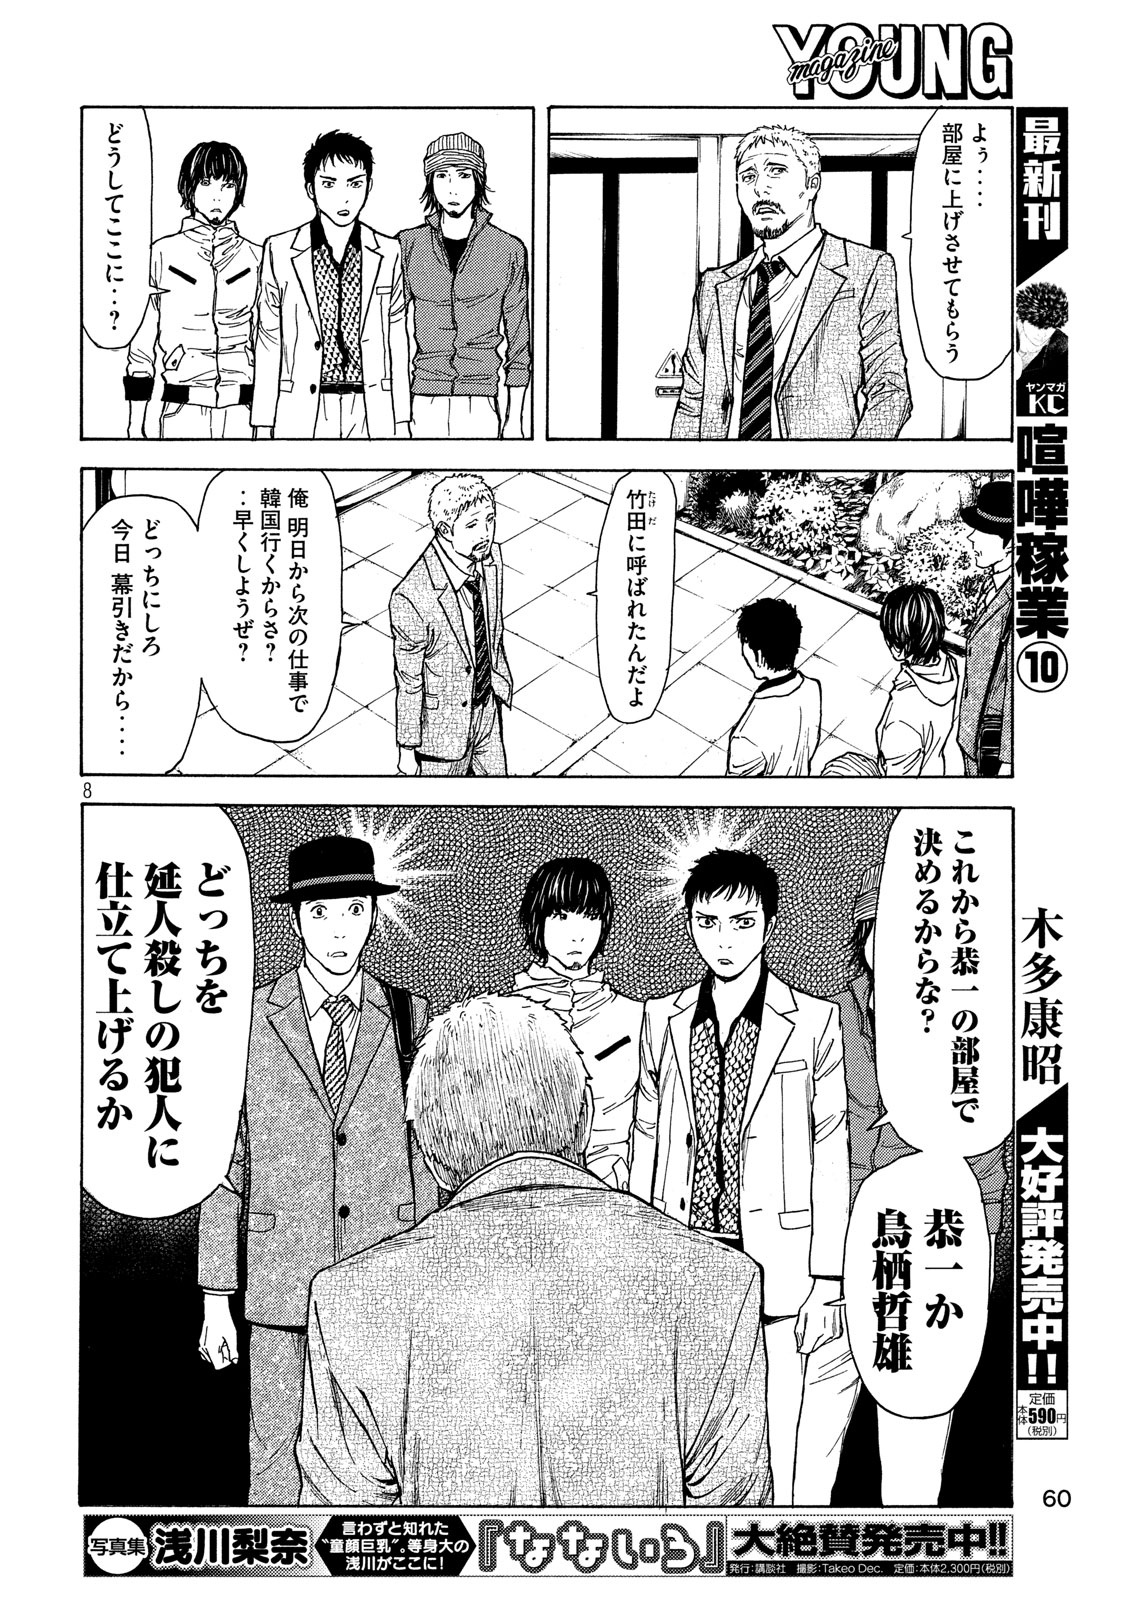 YOUNG
magazine
よぅ‥‥
部屋に上げさせてもらう
どうしてここに‥‥?
竹田に呼ばれたんだよ
たけだ
俺 明日から次の仕事で
韓国行くからさ?
‥早くしようぜ?
どっちにしろ
今日 幕引きだから‥‥‥
8
これから恭一の部屋で
決めるからな?
恭一か
鳥栖哲雄
どっちを
延人殺しの犯人に
仕立て上げるか
最新刊
ヤンマガ
KC
喧嘩稼業⑩
木多康昭
大好評発売中!!
定価
本体590円
(税別)
60
写真集
浅川梨奈
言わずと知れた
“童顔巨乳”。等身大の
浅川がここに!
『なないろ』
大絶賛発売中!!
発行:講談社 撮影:Takeo Dec. 定価:本体2,300円(税別)